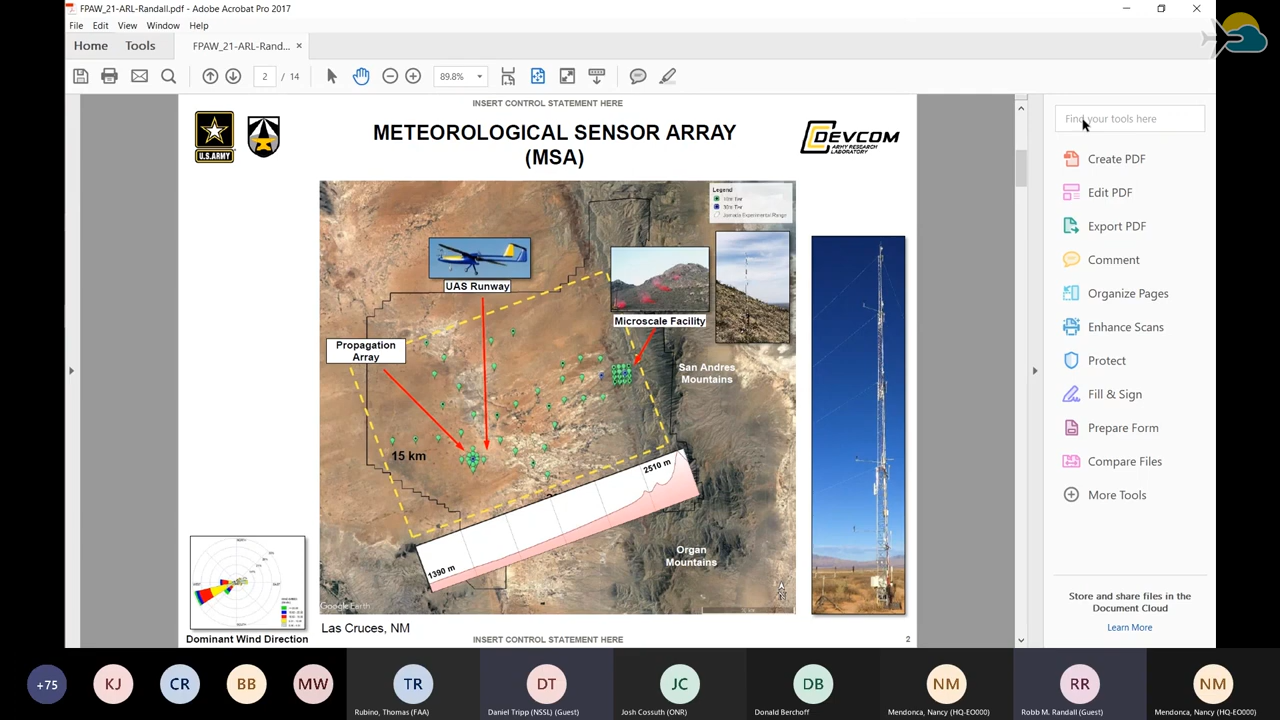 FPAW_21-ARL-Randall.pdf - Adobe Acrobat Pro 2017
File Edit View Window Help
Home Tools FPAW_21-ARL-Rand... ×
2 / 14 89.8%
INSERT CONTROL STATEMENT HERE
U.S.ARMY
METEOROLOGICAL SENSOR ARRAY
(MSA)
DEVCOM
ARMY RESEARCH
LABORATORY
Legend
Jornada Experimental Range
UAS Runway
Microscale Facility
Propagation
Array
San Andres
Mountains
15 km
2510 m
1390 m
Organ
Mountains
Google Earth
Dominant Wind Direction
Las Cruces, NM
INSERT CONTROL STATEMENT HERE
2
Find your tools here
Create PDF
Edit PDF
Export PDF
Comment
Organize Pages
Enhance Scans
Protect
Fill & Sign
Prepare Form
Compare Files
More Tools
Store and share files in the
Document Cloud
Learn More
+75 KJ CR BB MW TR DT JC DB NM RR NM
Rubino, Thomas (FAA) Daniel Tripp (NSSL) (Guest) Josh Cossuth (ONR) Donald Berchoff Mendonca, Nancy (HQ-EO000) Robb M. Randall (Guest) Mendonca, Nancy (HQ-EO000)